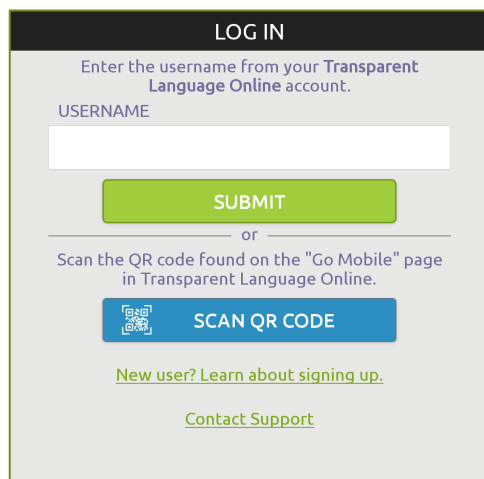 LOG IN
Enter the username from your Transparent
Language Online account.
USERNAME
SUBMIT
or
Scan the QR code found on the "Go Mobile" page
in Transparent Language Online.
SCAN QR CODE
New user? Learn about signing up.
Contact Support